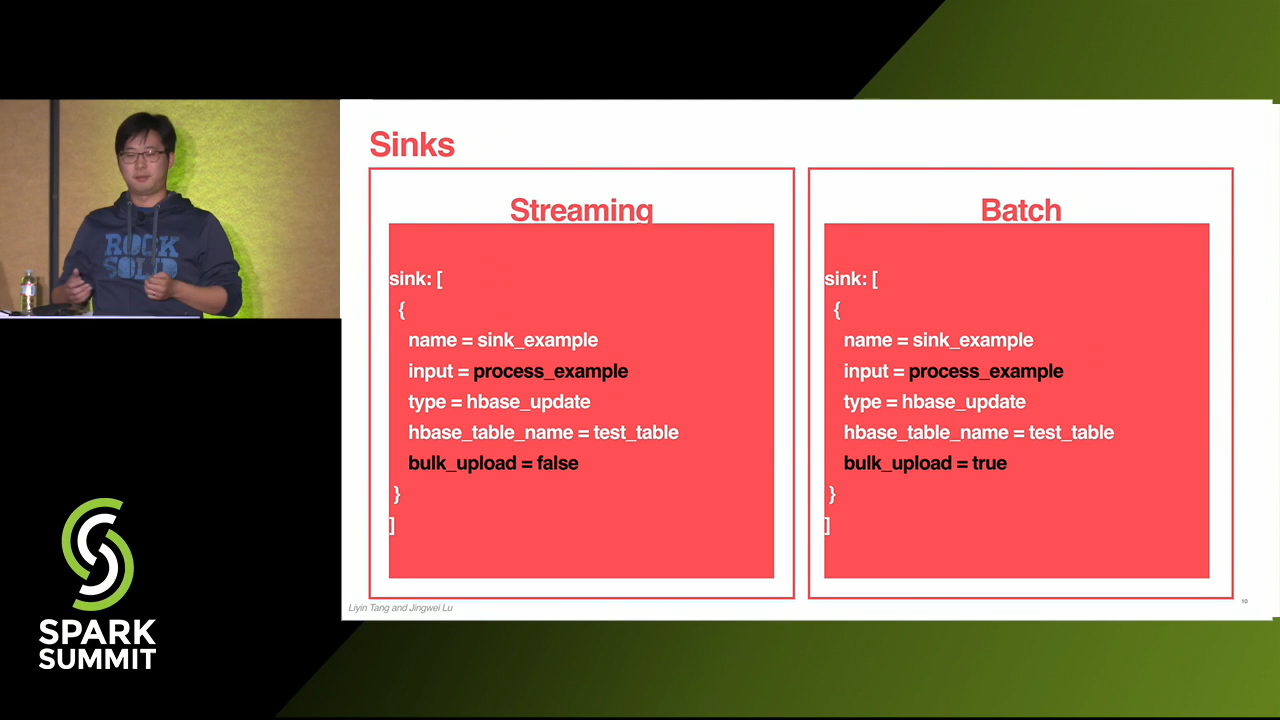 Sinks
Streaming
sink: [
{
name = sink_example
input = process_example
type = hbase_update
hbase_table_name = test_table
bulk_upload = false
}
]
Batch
sink: [
{
name = sink_example
input = process_example
type = hbase_update
hbase_table_name = test_table
bulk_upload = true
}
]
Liyin Tang and Jingwei Lu
10
ROCK
SOLID
SPARK
SUMMIT